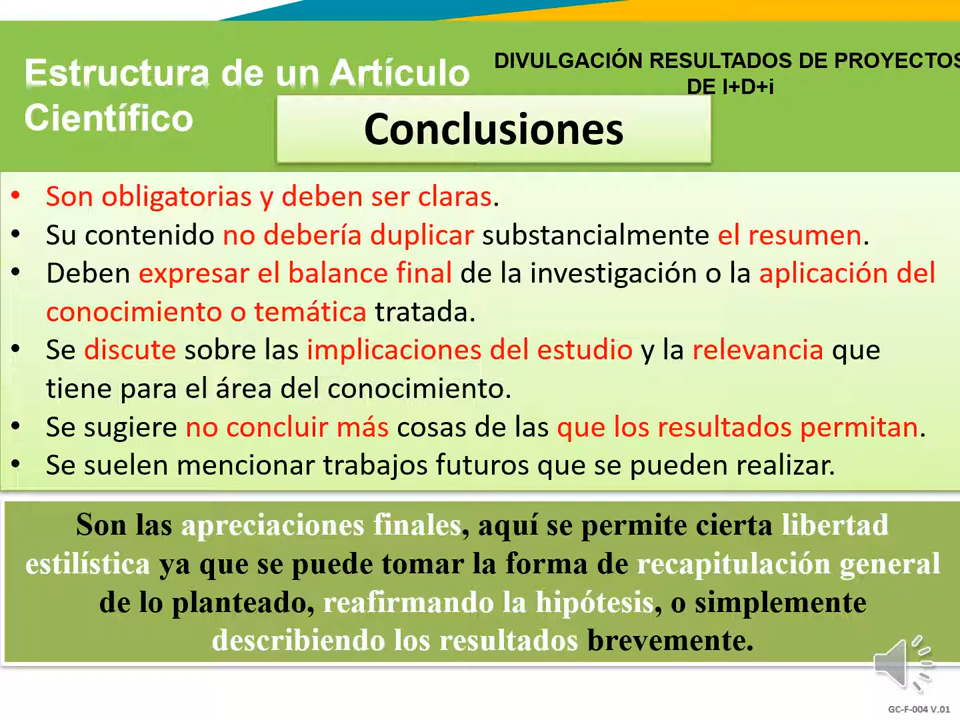 Estructura de un Artículo
Científico
DIVULGACIÓN RESULTADOS DE PROYECTOS
DE I+D+i
Conclusiones
• Son obligatorias y deben ser claras.
• Su contenido no debería duplicar substancialmente el resumen.
• Deben expresar el balance final de la investigación o la aplicación del
conocimiento o temática tratada.
• Se discute sobre las implicaciones del estudio y la relevancia que
tiene para el área del conocimiento.
• Se sugiere no concluir más cosas de las que los resultados permitan.
• Se suelen mencionar trabajos futuros que se pueden realizar.
Son las apreciaciones finales, aquí se permite cierta libertad
estilística ya que se puede tomar la forma de recapitulación general
de lo planteado, reafirmando la hipótesis, o simplemente
describiendo los resultados brevemente.
GC-F-004 V.01